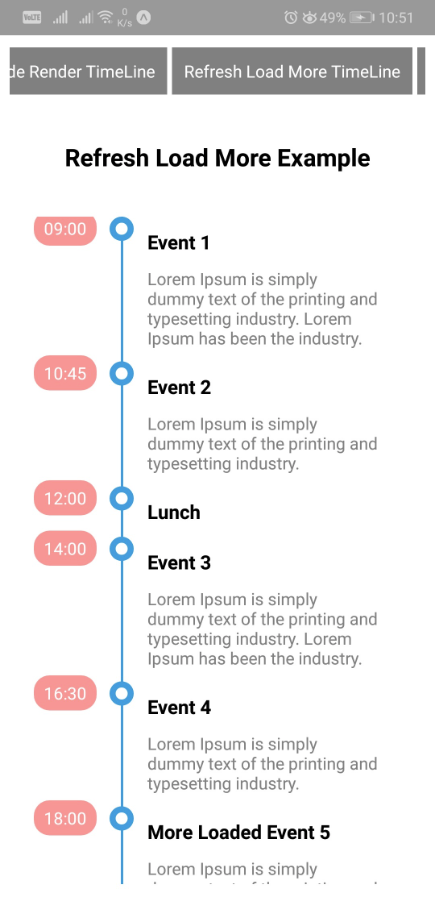 VoLTE 0 K/s 49% 10:51
de Render TimeLine Refresh Load More TimeLine
Refresh Load More Example
09:00
Event 1
Lorem Ipsum is simply
dummy text of the printing and
typesetting industry. Lorem
Ipsum has been the industry.
10:45
Event 2
Lorem Ipsum is simply
dummy text of the printing and
typesetting industry.
12:00
Lunch
14:00
Event 3
Lorem Ipsum is simply
dummy text of the printing and
typesetting industry. Lorem
Ipsum has been the industry.
16:30
Event 4
Lorem Ipsum is simply
dummy text of the printing and
typesetting industry.
18:00
More Loaded Event 5
Lorem Ipsum is simply